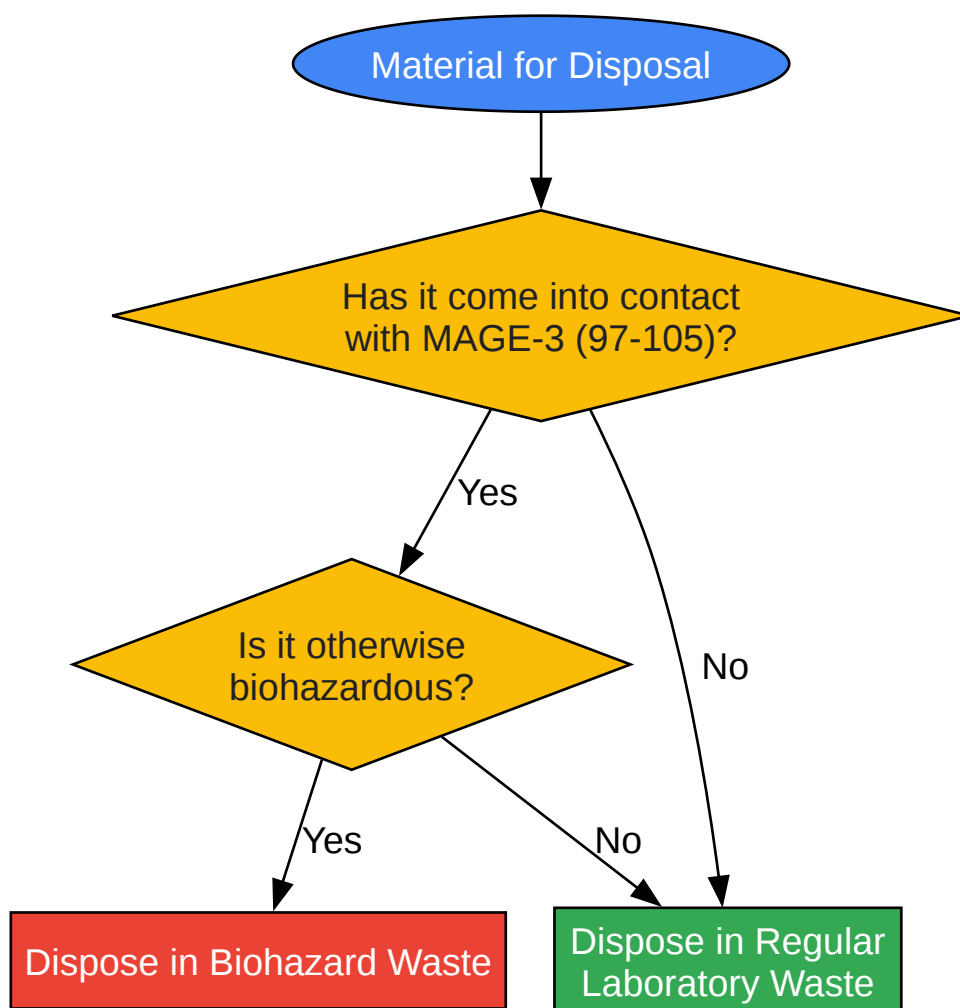 Material for Disposal
Has it come into contact
with MAGE-3 (97-105)?
Yes
Is it otherwise
biohazardous?
No
Yes
No
Dispose in Biohazard Waste
Dispose in Regular
Laboratory Waste